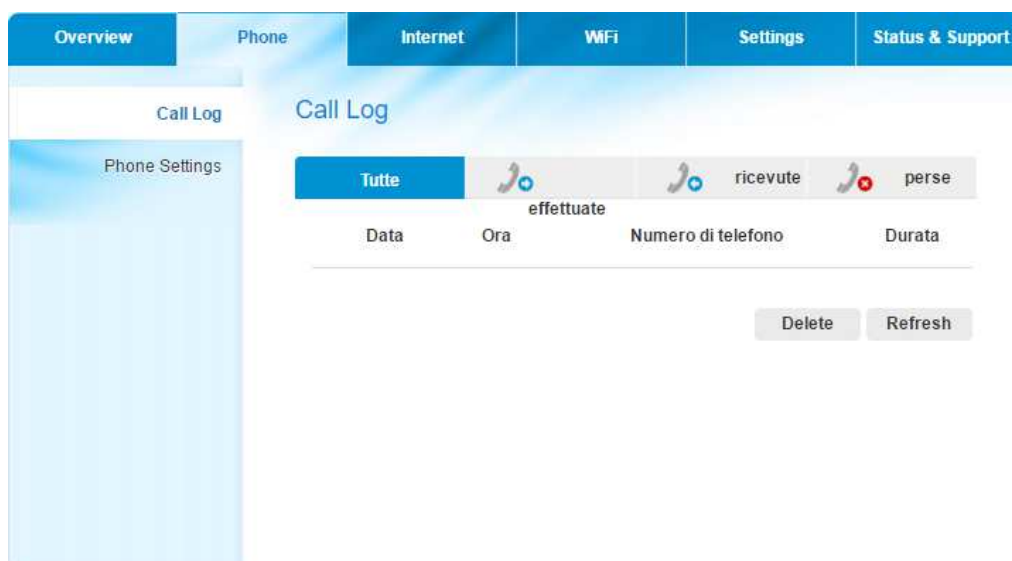 Overview Phone Internet WiFi Settings Status & Support
Call Log
Phone Settings
Call Log
Tutte effettuate ricevute perse
Data Ora Numero di telefono Durata
Delete Refresh